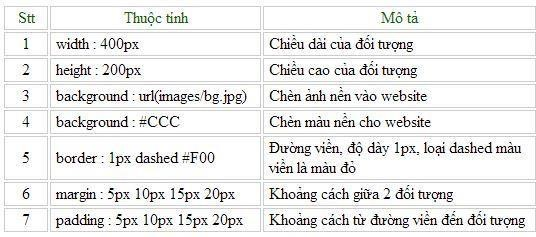 Stt Thuộc tính Mô tả
1 width : 400px Chiều dài của đối tượng
2 height : 200px Chiều cao của đối tượng
3 background : url(images/bg.jpg) Chèn ảnh nền vào website
4 background : #CCC Chèn màu nền cho website
5 border : 1px dashed #F00 Đường viền, độ dày 1px, loại dashed màu
viền là màu đỏ
6 margin : 5px 10px 15px 20px Khoảng cách giữa 2 đối tượng
7 padding : 5px 10px 15px 20px Khoảng cách từ đường viền đến đối tượng